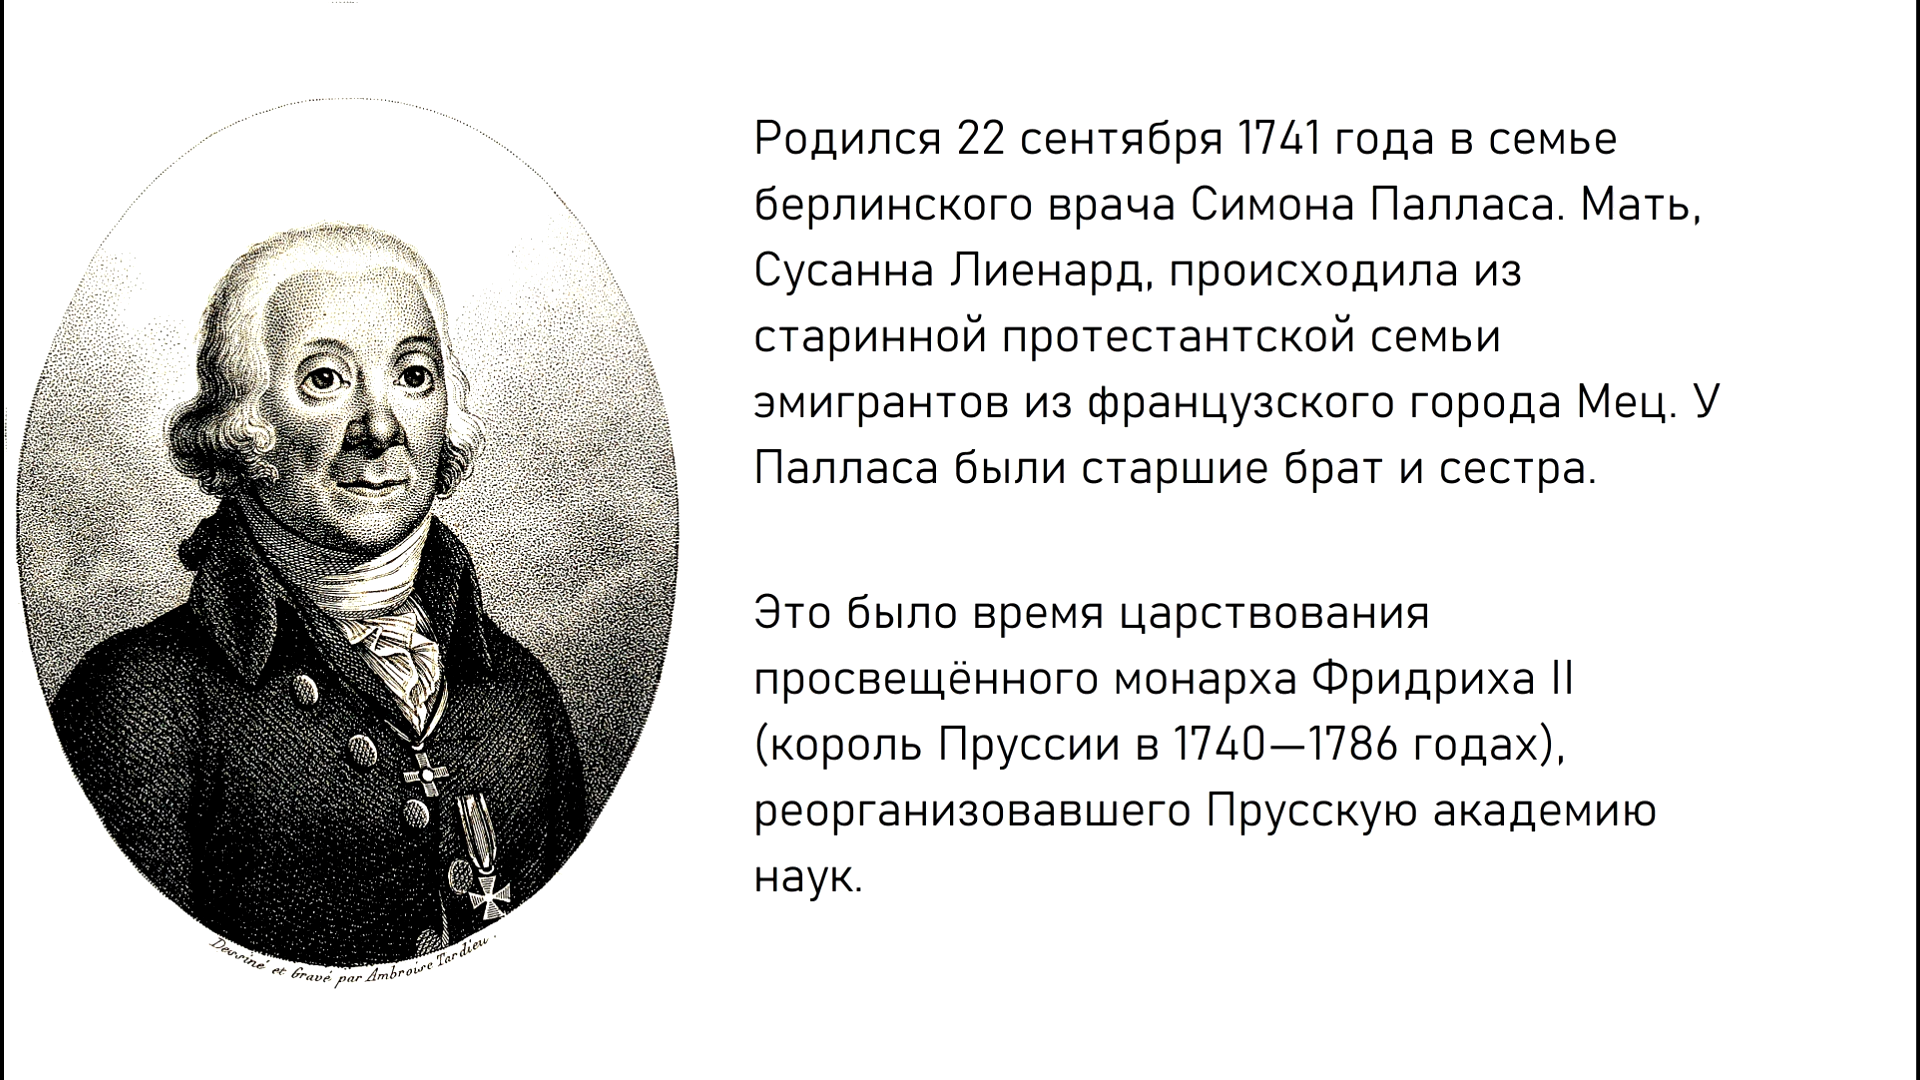 Родился 22 сентября 1741 года в семье
берлинского врача Симона Палласа. Мать,
Сусанна Лиенард, происходила из
старинной протестантской семьи
эмигрантов из французского города Мец. У
Палласа были старшие брат и сестра.
Это было время царствования
просвещённого монарха Фридриха II
(король Пруссии в 1740—1786 годах),
реорганизовавшего Прусскую академию
наук.
Dessiné et Gravé par Ambroise Tardieu.